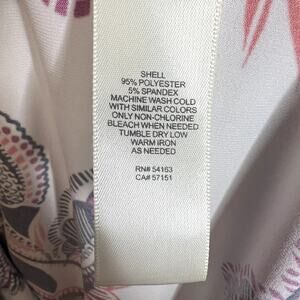 SHELL
95% POLYESTER
5% SPANDEX
MACHINE WASH COLD
WITH SIMILAR COLORS
ONLY NON-CHLORINE
BLEACH WHEN NEEDED
TUMBLE DRY LOW
WARM IRON
AS NEEDED
RN# 54163
CA# 57151